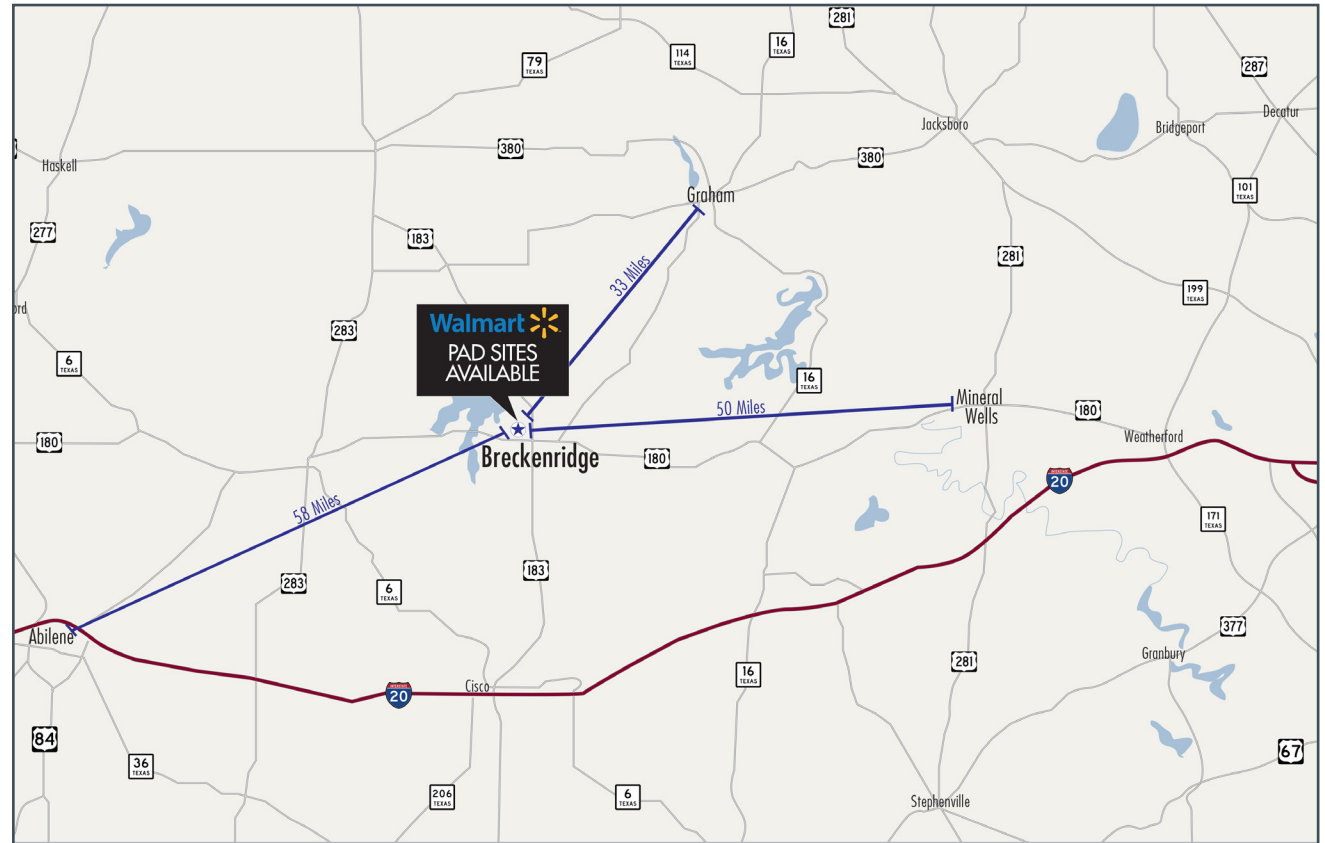 281
16
TEXAS
79
TEXAS
114
TEXAS
287
Decatur
Jacksboro
Bridgeport
380
380
Haskell
101
TEXAS
Graham
277
183
281
33 Miles
199
TEXAS
283
Walmart
PAD SITES
AVAILABLE
6
TEXAS
16
TEXAS
50 Miles
Mineral
Wells
180
180
Weatherford
Breckenridge
180
20
58 Miles
171
TEXAS
183
283
6
TEXAS
377
Abilene
Granbury
281
16
TEXAS
Cisco
20
84
67
36
TEXAS
206
TEXAS
6
TEXAS
Stephenville